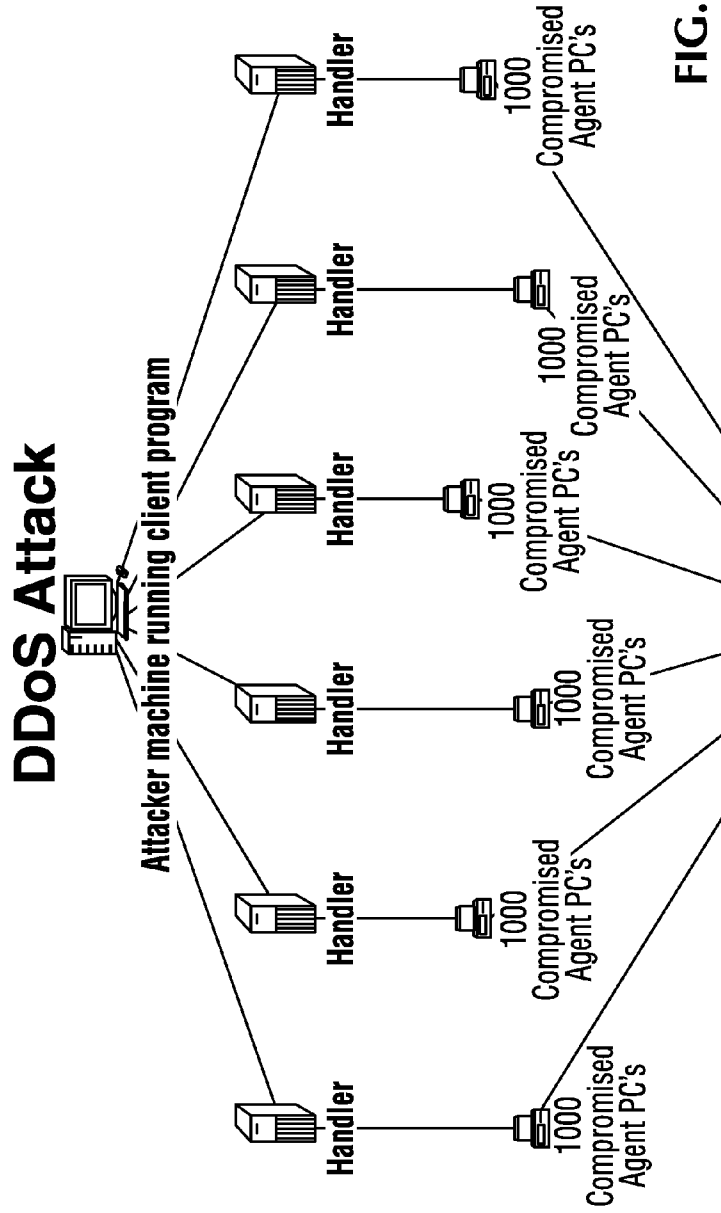 DDoS Attack
Attacker machine running client program
Handler
Handler
Handler
Handler
Handler
Handler
1000
Compromised
Agent PC's
1000
Compromised
Agent PC's
1000
Compromised
Agent PC's
1000
Compromised
Agent PC's
1000
Compromised
Agent PC's
1000
Compromised
Agent PC's
FIG.